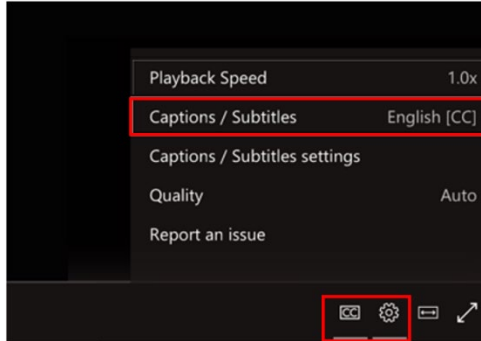 Playback Speed 1.0x
Captions / Subtitles English [CC]
Captions / Subtitles settings
Quality Auto
Report an issue
CC